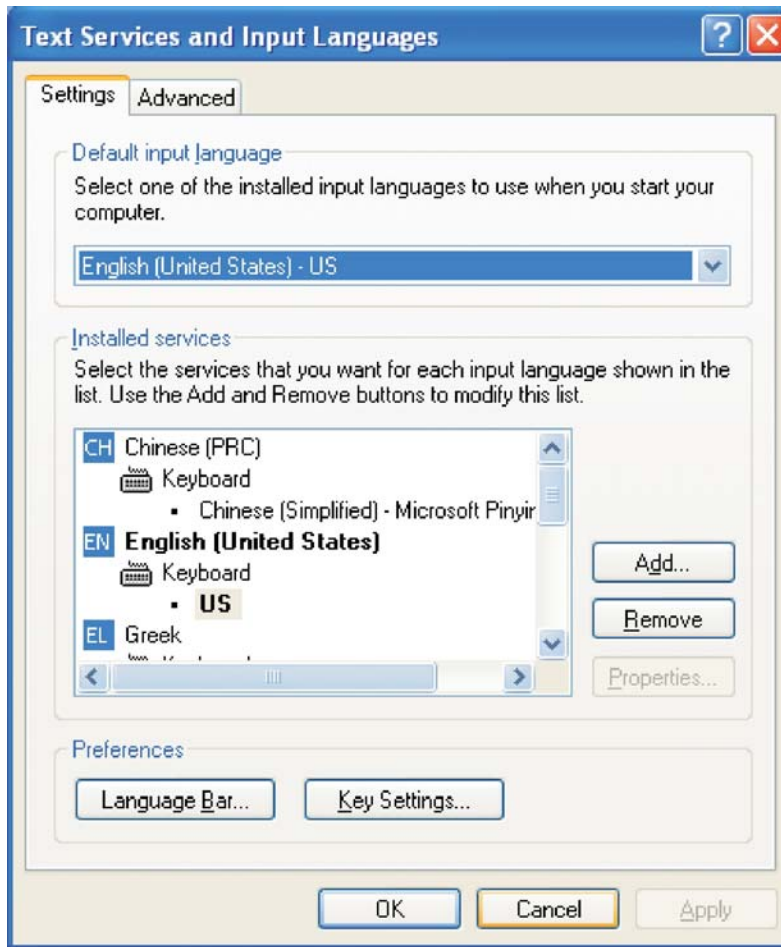 Text Services and Input Languages
Settings
Advanced
Default input language
Select one of the installed input languages to use when you start your
computer.
English (United States) - US
Installed services
Select the services that you want for each input language shown in the
list. Use the Add and Remove buttons to modify this list.
CH Chinese (PRC)
Keyboard
Chinese (Simplified) - Microsoft
EN English (United States)
Keyboard
US
EL Greek
Add...
Remove
Properties...
Preferences
Language Bar...
Key Settings...
OK
Cancel
Apply